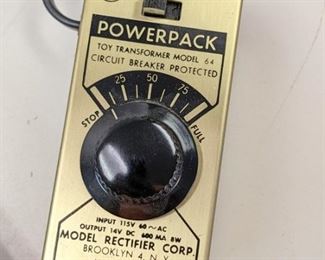 POWERPACK
TOY TRANSFORMER MODEL 64
CIRCUIT BREAKER PROTECTED
25 50 75
STOP FULL
INPUT 115V 60 ~ AC
OUTPUT 14V DC 600 MA 8W
MODEL RECTIFIER CORP.
BROOKLYN 4, N.Y.